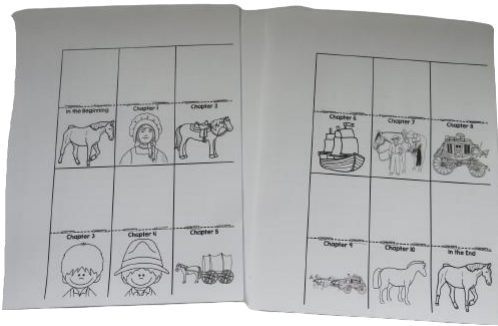 In the Beginning
Chapter 1
Chapter 2
Chapter 3
Chapter 4
Chapter 5
Chapter 6
Chapter 7
Chapter 8
Chapter 9
Chapter 10
In the End